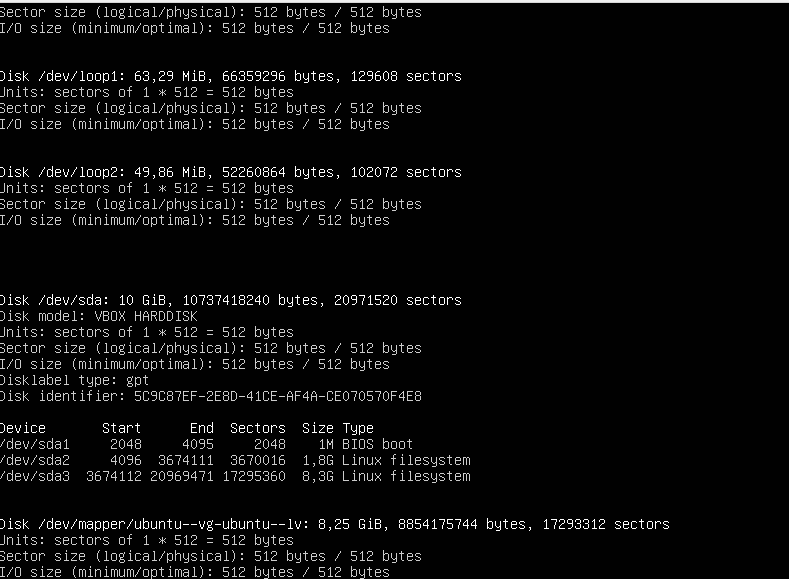 Sector size (logical/physical): 512 bytes / 512 bytes
I/O size (minimum/optimal): 512 bytes / 512 bytes
Disk /dev/loop1: 63,29 MiB, 66359296 bytes, 129608 sectors
Units: sectors of 1 * 512 = 512 bytes
Sector size (logical/physical): 512 bytes / 512 bytes
I/O size (minimum/optimal): 512 bytes / 512 bytes
Disk /dev/loop2: 49,86 MiB, 52260864 bytes, 102072 sectors
Units: sectors of 1 * 512 = 512 bytes
Sector size (logical/physical): 512 bytes / 512 bytes
I/O size (minimum/optimal): 512 bytes / 512 bytes
Disk /dev/sda: 10 GiB, 10737418240 bytes, 20971520 sectors
Disk model: VBOX HARDDISK
Units: sectors of 1 * 512 = 512 bytes
Sector size (logical/physical): 512 bytes / 512 bytes
I/O size (minimum/optimal): 512 bytes / 512 bytes
Disklabel type: gpt
Disk identifier: 5C9C87EF-2E8D-41CE-AF4A-CE070570F4E8
Device Start End Sectors Size Type
/dev/sda1 2048 4095 2048 1M BIOS boot
/dev/sda2 4096 3674111 3670016 1,8G Linux filesystem
/dev/sda3 3674112 20969471 17295360 8,3G Linux filesystem
Disk /dev/mapper/ubuntu--vg-ubuntu--lv: 8,25 GiB, 8854175744 bytes, 17293312 sectors
Units: sectors of 1 * 512 = 512 bytes
Sector size (logical/physical): 512 bytes / 512 bytes
I/O size (minimum/optimal): 512 bytes / 512 bytes